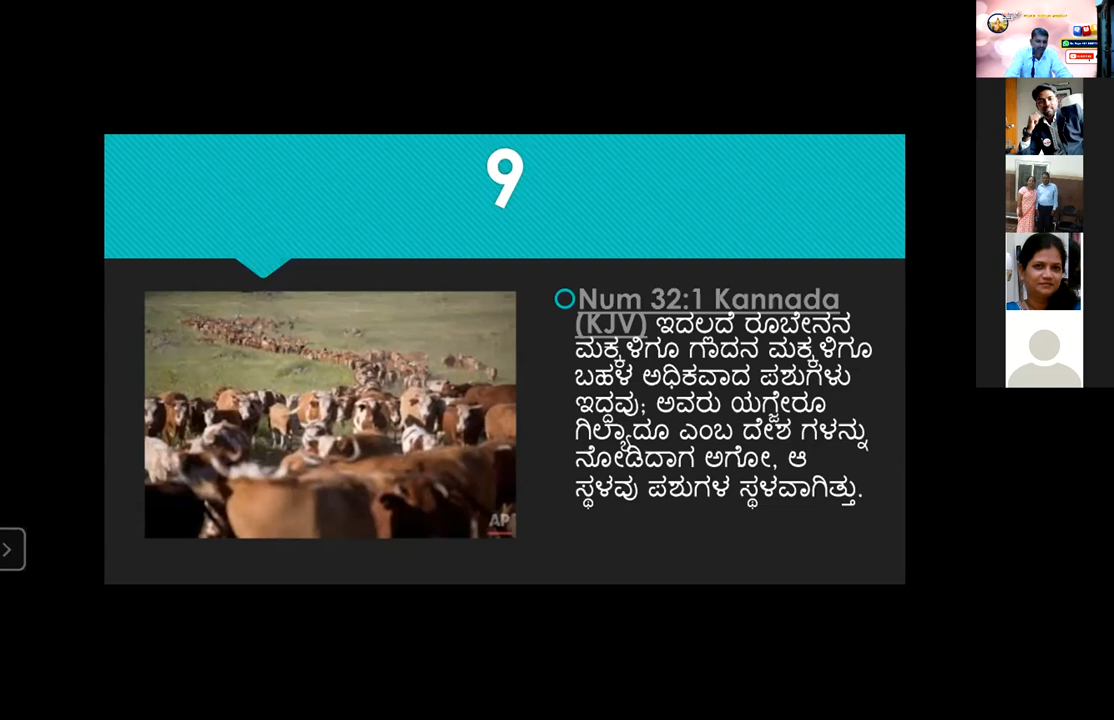 9
Num 32:1 Kannada
(KJV) ಇದಲ್ಲದೆ ರೂಬೇನನ
ಮಕ್ಕಳಿಗೂ ಗಾದನ ಮಕ್ಕಳಿಗೂ
ಬಹಳ ಅಧಿಕವಾದ ಪಶುಗಳು
ಇದ್ದವು; ಅವರು ಯಗ್ಜೇರೂ
ಗಿಲ್ಯಾದೂ ಎಂಬ ದೇಶ ಗಳನ್ನು
ನೋಡಿದಾಗ ಅಗೋ, ಆ
ಸ್ಥಳವು ಪಶುಗಳ ಸ್ಥಳವಾಗಿತ್ತು.
AP